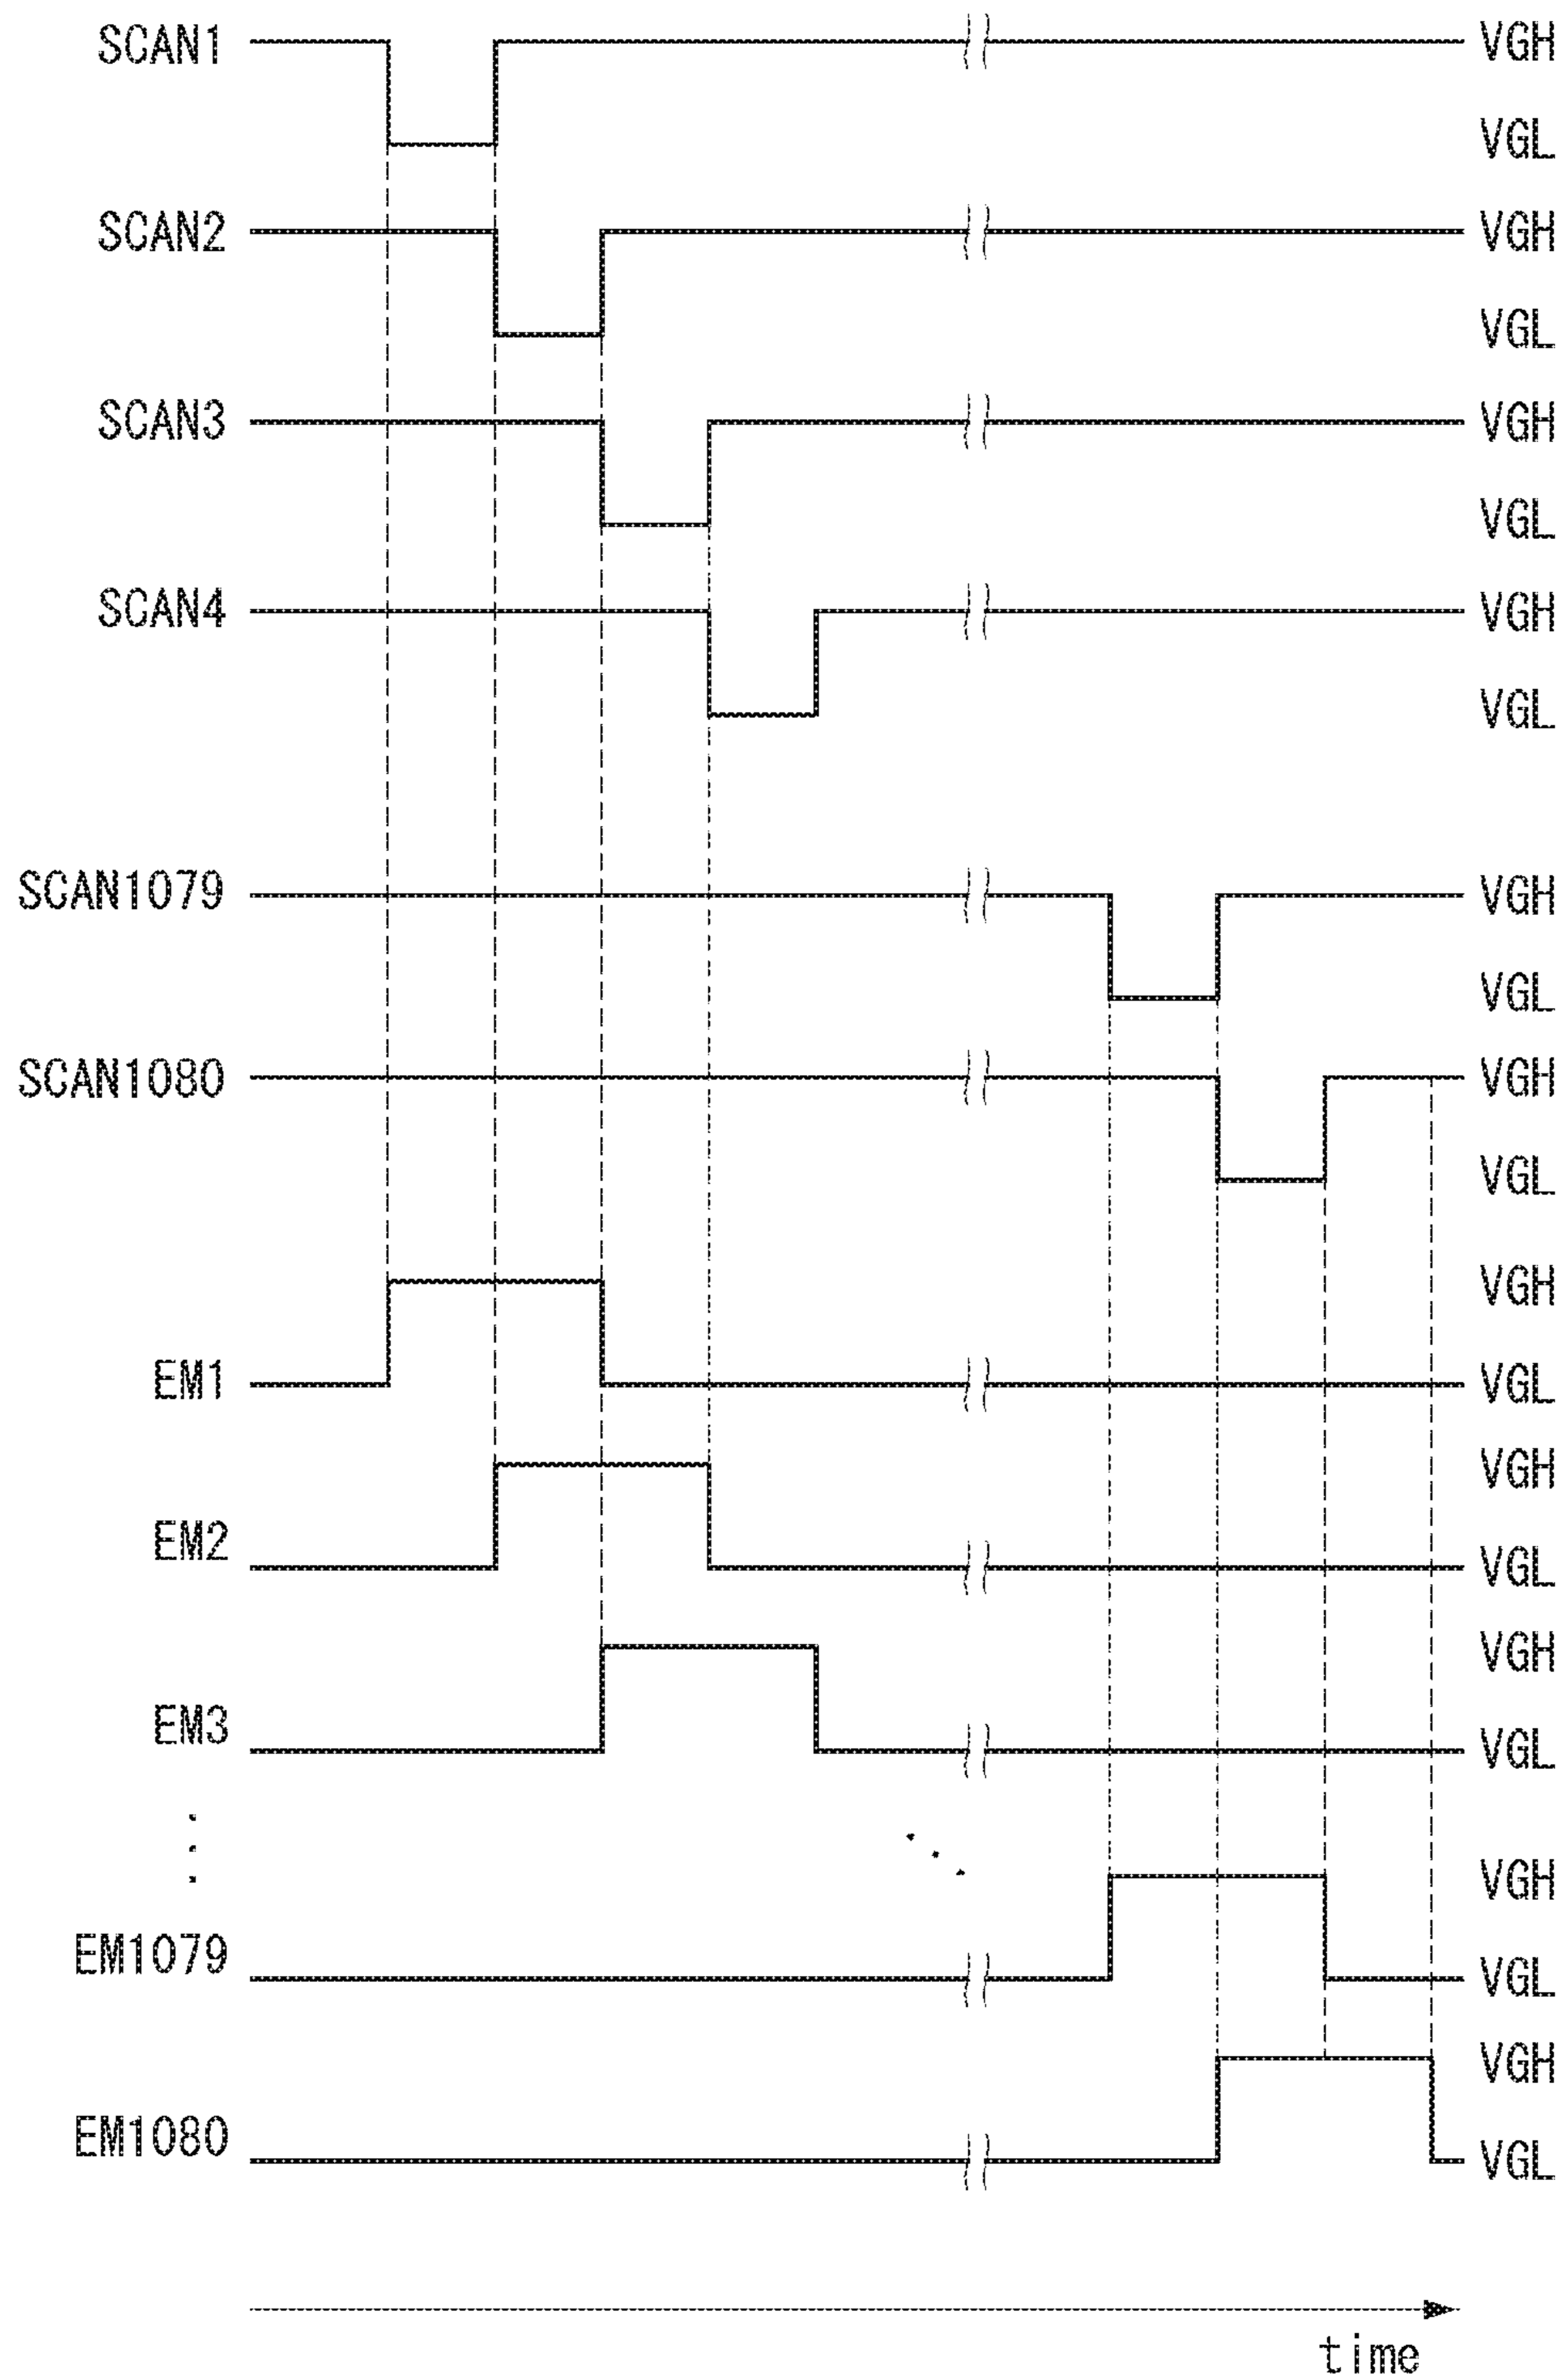 SCAN1 VGH
VGL
SCAN2 VGH
VGL
SCAN3 VGH
VGL
SCAN4 VGH
VGL
SCAN1079 VGH
VGL
SCAN1080 VGH
VGL
VGH
EM1 VGL
VGH
EM2 VGL
VGH
EM3 VGL
VGH
EM1079 VGL
VGH
EM1080 VGL
time